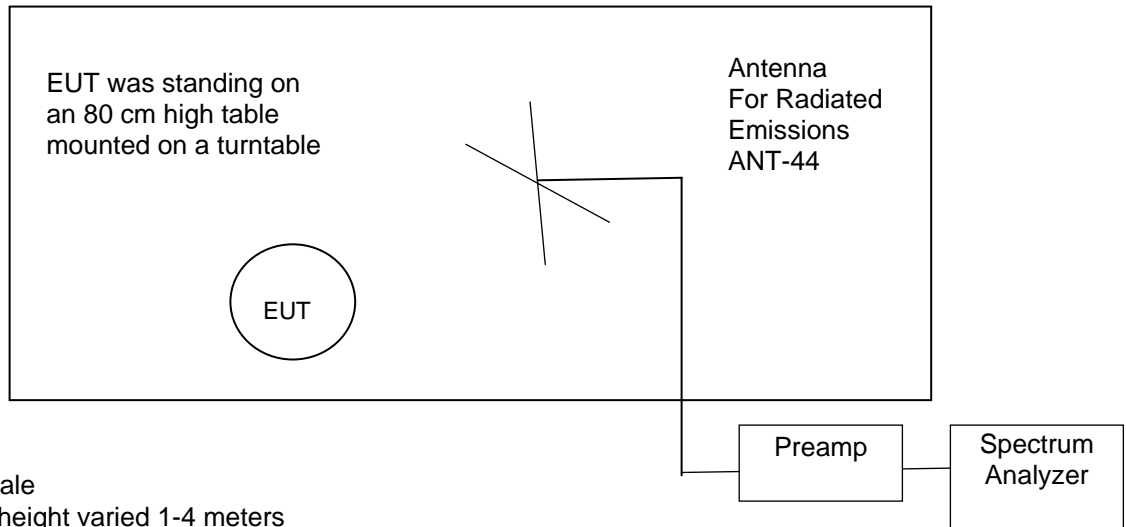 EUT was standing on
an 80 cm high table
mounted on a turntable
Antenna
For Radiated
Emissions
ANT-44
EUT
Preamp
Spectrum
Analyzer
height varied 1-4 meters